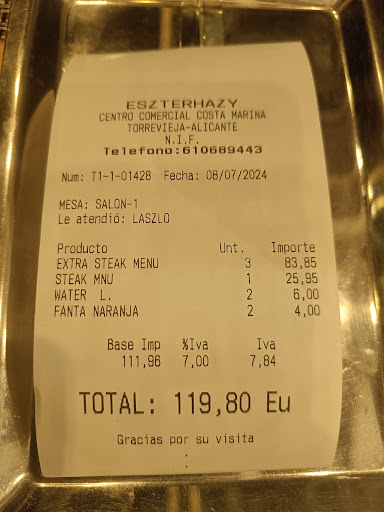 ESZTERHAZY
CENTRO COMERCIAL COSTA MARINA
TORREVIEJA-ALICANTE
N.I.F.
Telefono:610689443
Num: T1-1-01428 Fecha: 08/07/2024
MESA: SALON-1
Le atendió: LASZLO
Producto Unt. Importe
EXTRA STEAK MENU 3 83,85
STEAK MNU 1 25,95
WATER L. 2 6,00
FANTA NARANJA 2 4,00
Base Imp %Iva Iva
111,96 7,00 7,84
TOTAL: 119,80 Eu
Gracias por su visita
: